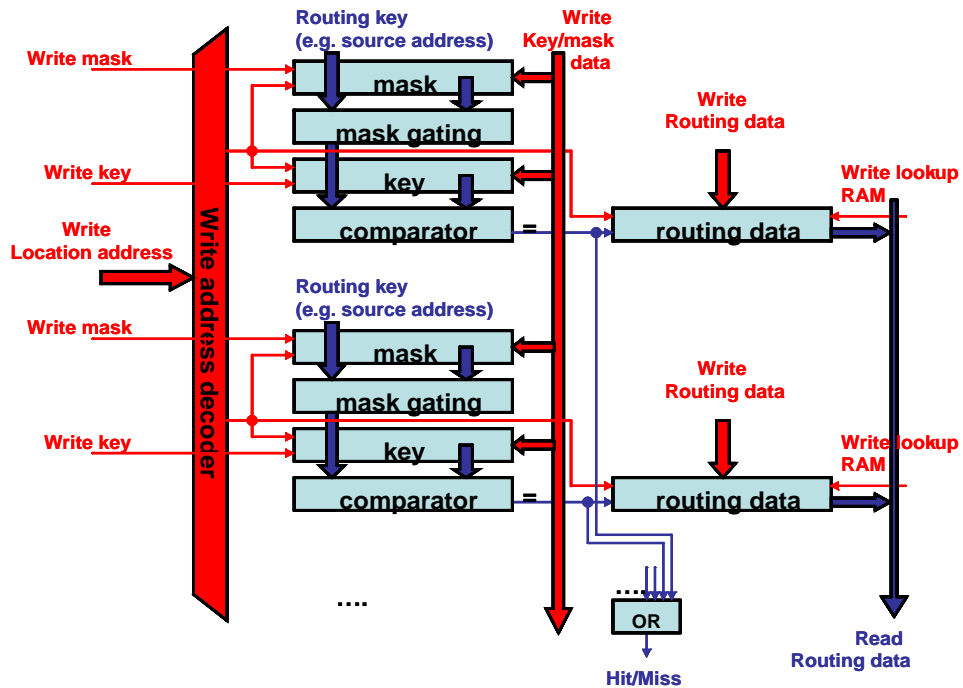 Routing key
(e.g. source address)
Write
Key/mask
data
Write mask
mask
mask gating
Write
Routing data
Write key
key
Write lookup
RAM
Write
Location address
comparator
=
routing data
Write address decoder
Routing key
(e.g. source address)
Write mask
mask
mask gating
Write
Routing data
Write key
key
Write lookup
RAM
comparator
=
routing data
....
.....
OR
Hit/Miss
Read
Routing data